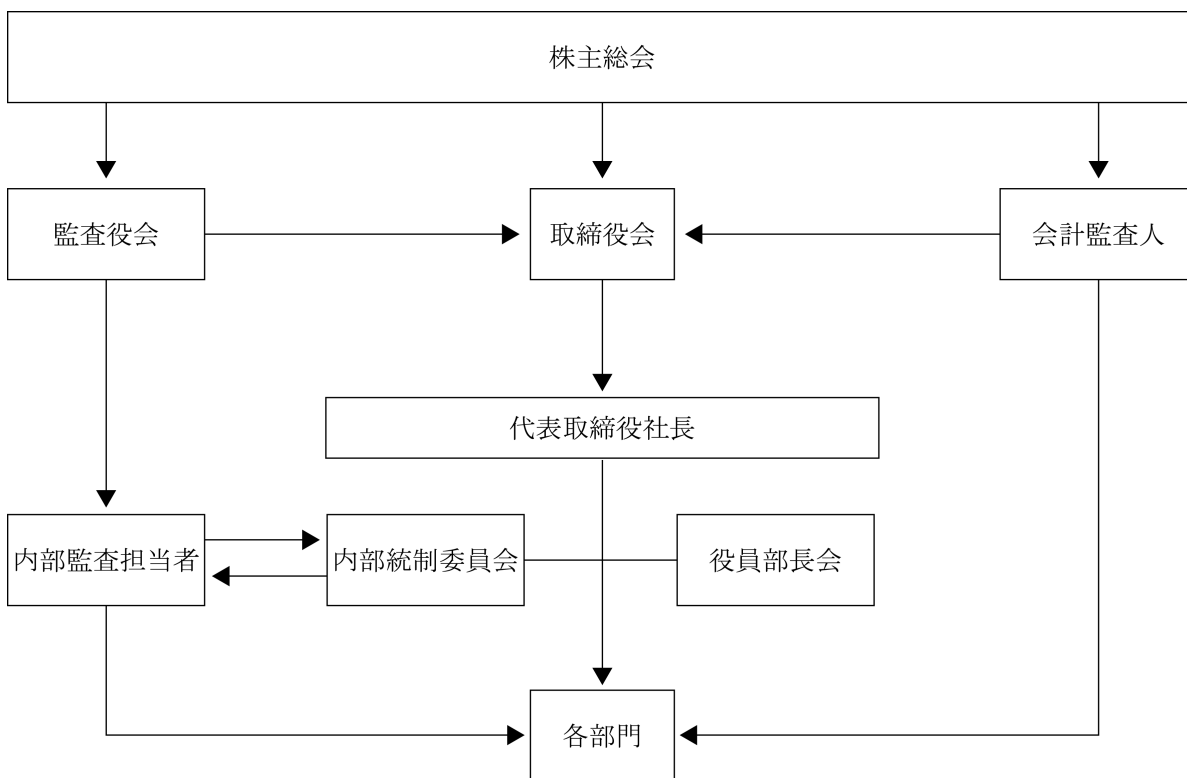 株主総会
監査役会
取締役会
会計監査人
代表取締役社長
内部監査担当者
内部統制委員会
役員部長会
各部門